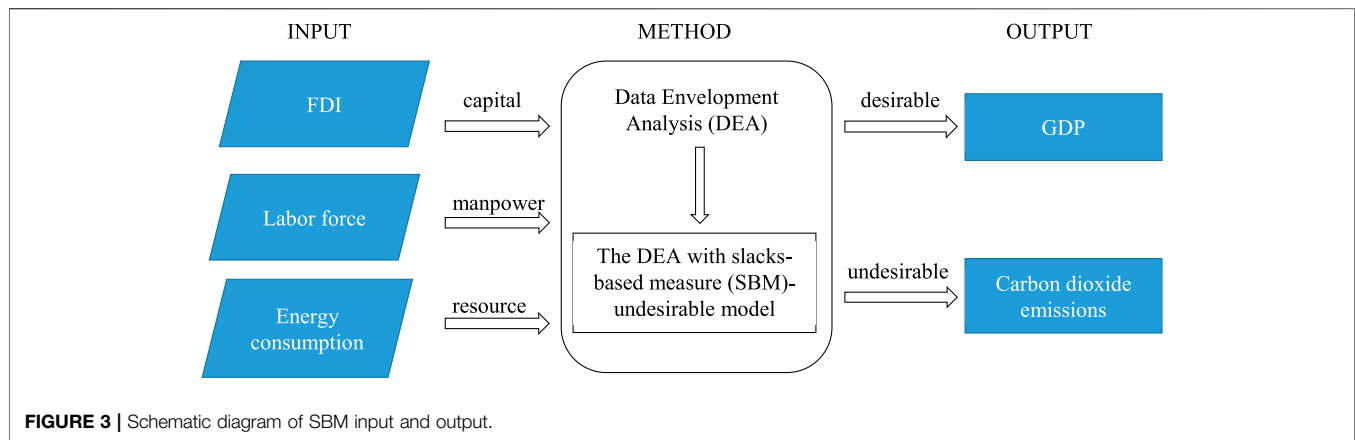 INPUT
METHOD
OUTPUT
FDI
capital
Data Envelopment
Analysis (DEA)
desirable
GDP
Labor force
manpower
The DEA with slacks-
based measure (SBM)-
undesirable model
undesirable
Carbon dioxide
emissions
Energy
consumption
resource
FIGURE 3 | Schematic diagram of SBM input and output.